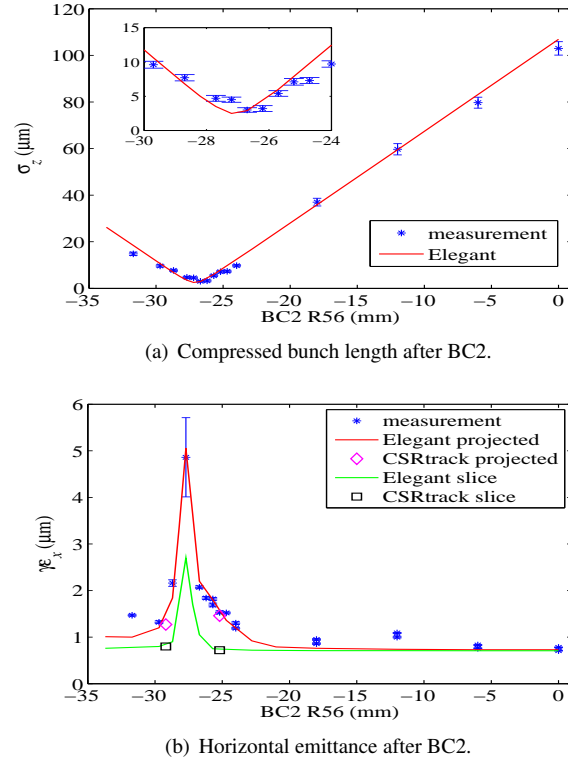 120
100
80
60
40
20
0
σz (μm)
15
10
5
0
−30 −28 −26 −24
measurement
Elegant
−35 −30 −25 −20 −15 −10 −5 0
BC2 R56 (mm)
(a) Compressed bunch length after BC2.
6
5
4
3
2
1
0
γεx (μm)
measurement
Elegant projected
CSRtrack projected
Elegant slice
CSRtrack slice
−35 −30 −25 −20 −15 −10 −5 0
BC2 R56 (mm)
(b) Horizontal emittance after BC2.